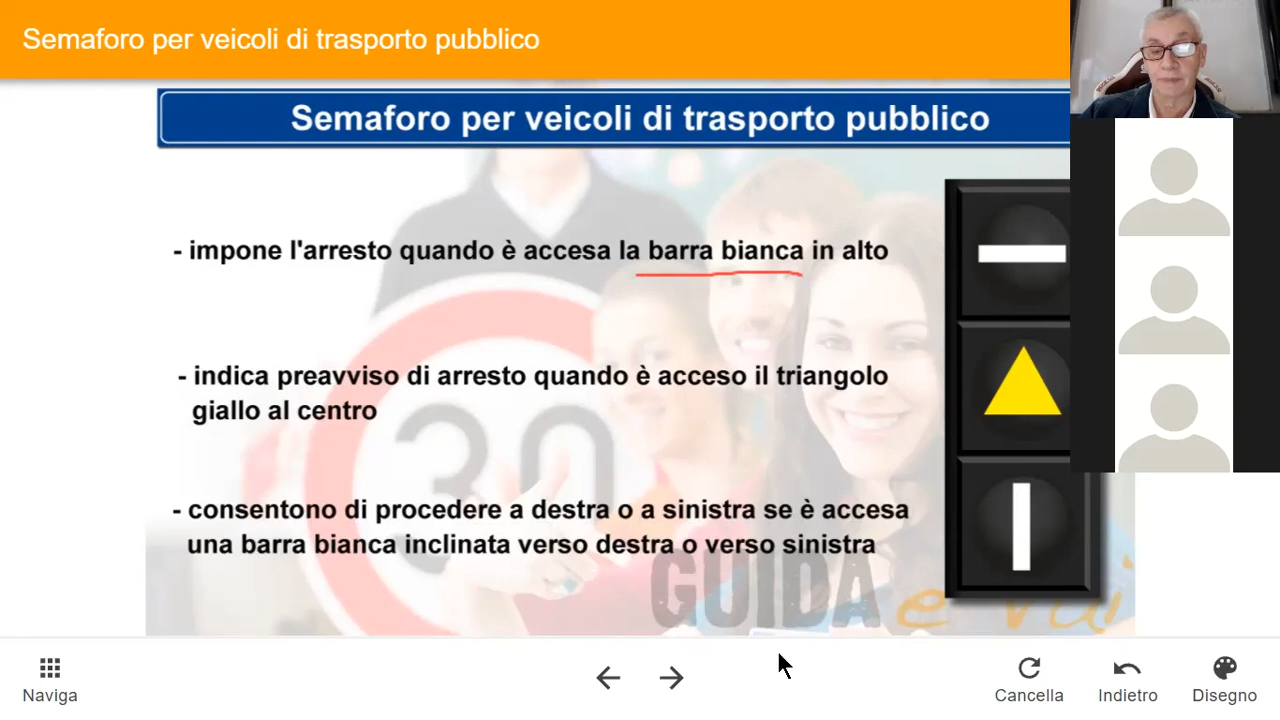 Semaforo per veicoli di trasporto pubblico
Semaforo per veicoli di trasporto pubblico
- impone l'arresto quando è accesa la barra bianca in alto
- indica preavviso di arresto quando è acceso il triangolo
giallo al centro
- consentono di procedere a destra o a sinistra se è accesa
una barra bianca inclinata verso destra o verso sinistra
30
GUIDA e vai
Naviga
Cancella
Indietro
Disegno